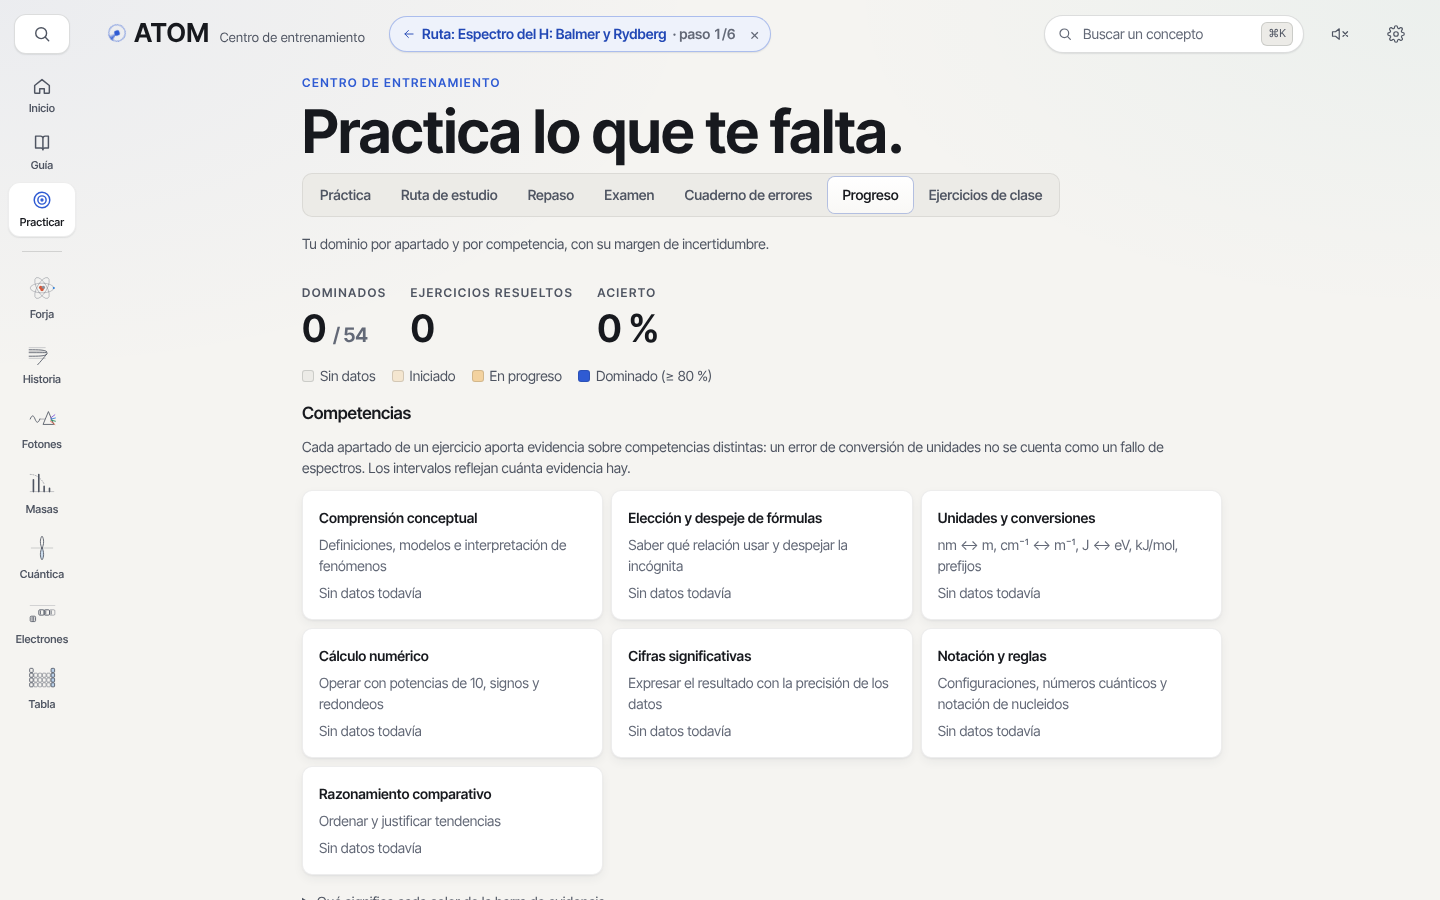 ATOM Centro de entrenamiento
← Ruta: Espectro del H: Balmer y Rydberg · paso 1/6 ×
Buscar un concepto ⌘K
Inicio
Guía
Practicar
Forja
Historia
Fotones
Masas
Cuántica
Electrones
Tabla
CENTRO DE ENTRENAMIENTO
Practica lo que te falta.
Práctica Ruta de estudio Repaso Examen Cuaderno de errores Progreso Ejercicios de clase
Tu dominio por apartado y por competencia, con su margen de incertidumbre.
DOMINADOS EJERCICIOS RESUELTOS ACIERTO
0 / 54 0 0 %
Sin datos Iniciado En progreso Dominado (≥ 80 %)
Competencias
Cada apartado de un ejercicio aporta evidencia sobre competencias distintas: un error de conversión de unidades no se cuenta como un fallo de
espectros. Los intervalos reflejan cuánta evidencia hay.
Comprensión conceptual
Definiciones, modelos e interpretación de
fenómenos
Sin datos todavía
Elección y despeje de fórmulas
Saber qué relación usar y despejar la
incógnita
Sin datos todavía
Unidades y conversiones
nm ↔ m, cm⁻¹ ↔ m⁻¹, J ↔ eV, kJ/mol,
prefijos
Sin datos todavía
Cálculo numérico
Operar con potencias de 10, signos y
redondeos
Sin datos todavía
Cifras significativas
Expresar el resultado con la precisión de los
datos
Sin datos todavía
Notación y reglas
Configuraciones, números cuánticos y
notación de nucleidos
Sin datos todavía
Razonamiento comparativo
Ordenar y justificar tendencias
Sin datos todavía
Qué significa cada color de la barra de evidencia